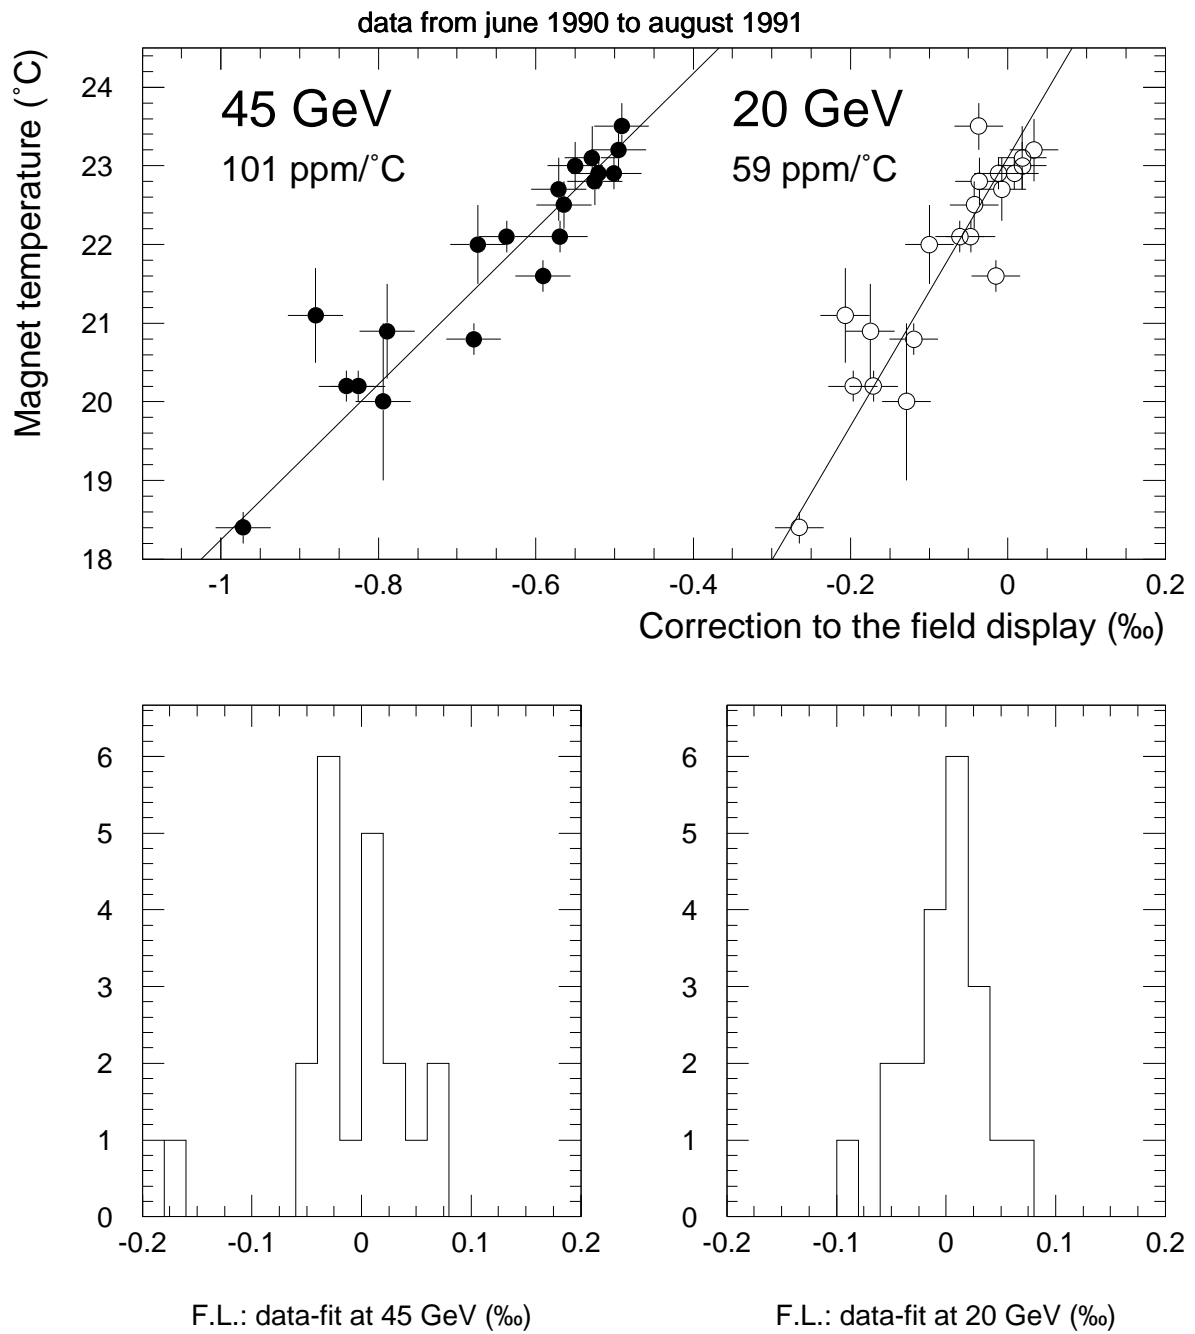 data from june 1990 to august 1991
Magnet temperature (˚C)
24
23
22
21
20
19
18
45 GeV
101 ppm/˚C
20 GeV
59 ppm/˚C
-1 -0.8 -0.6 -0.4 -0.2 0 0.2
Correction to the field display (‰)
6
5
4
3
2
1
0
-0.2 -0.1 0 0.1 0.2
F.L.: data-fit at 45 GeV (‰)
6
5
4
3
2
1
0
-0.2 -0.1 0 0.1 0.2
F.L.: data-fit at 20 GeV (‰)